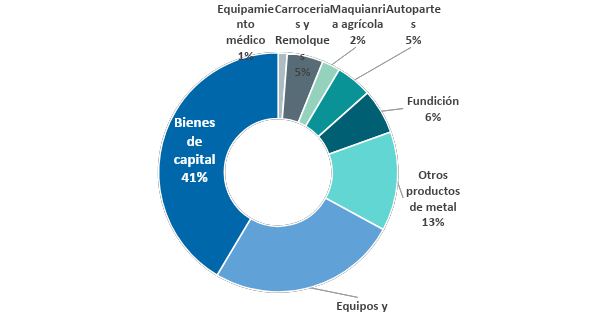 Equipamie
nto
médico
1%
Carroceria
s y
Remolque
s
5%
Maquianri
a agrícola
2%
Autoparte
s
5%
Fundición
6%
Otros
productos
de metal
13%
Equipos y
Bienes
de
capital
41%